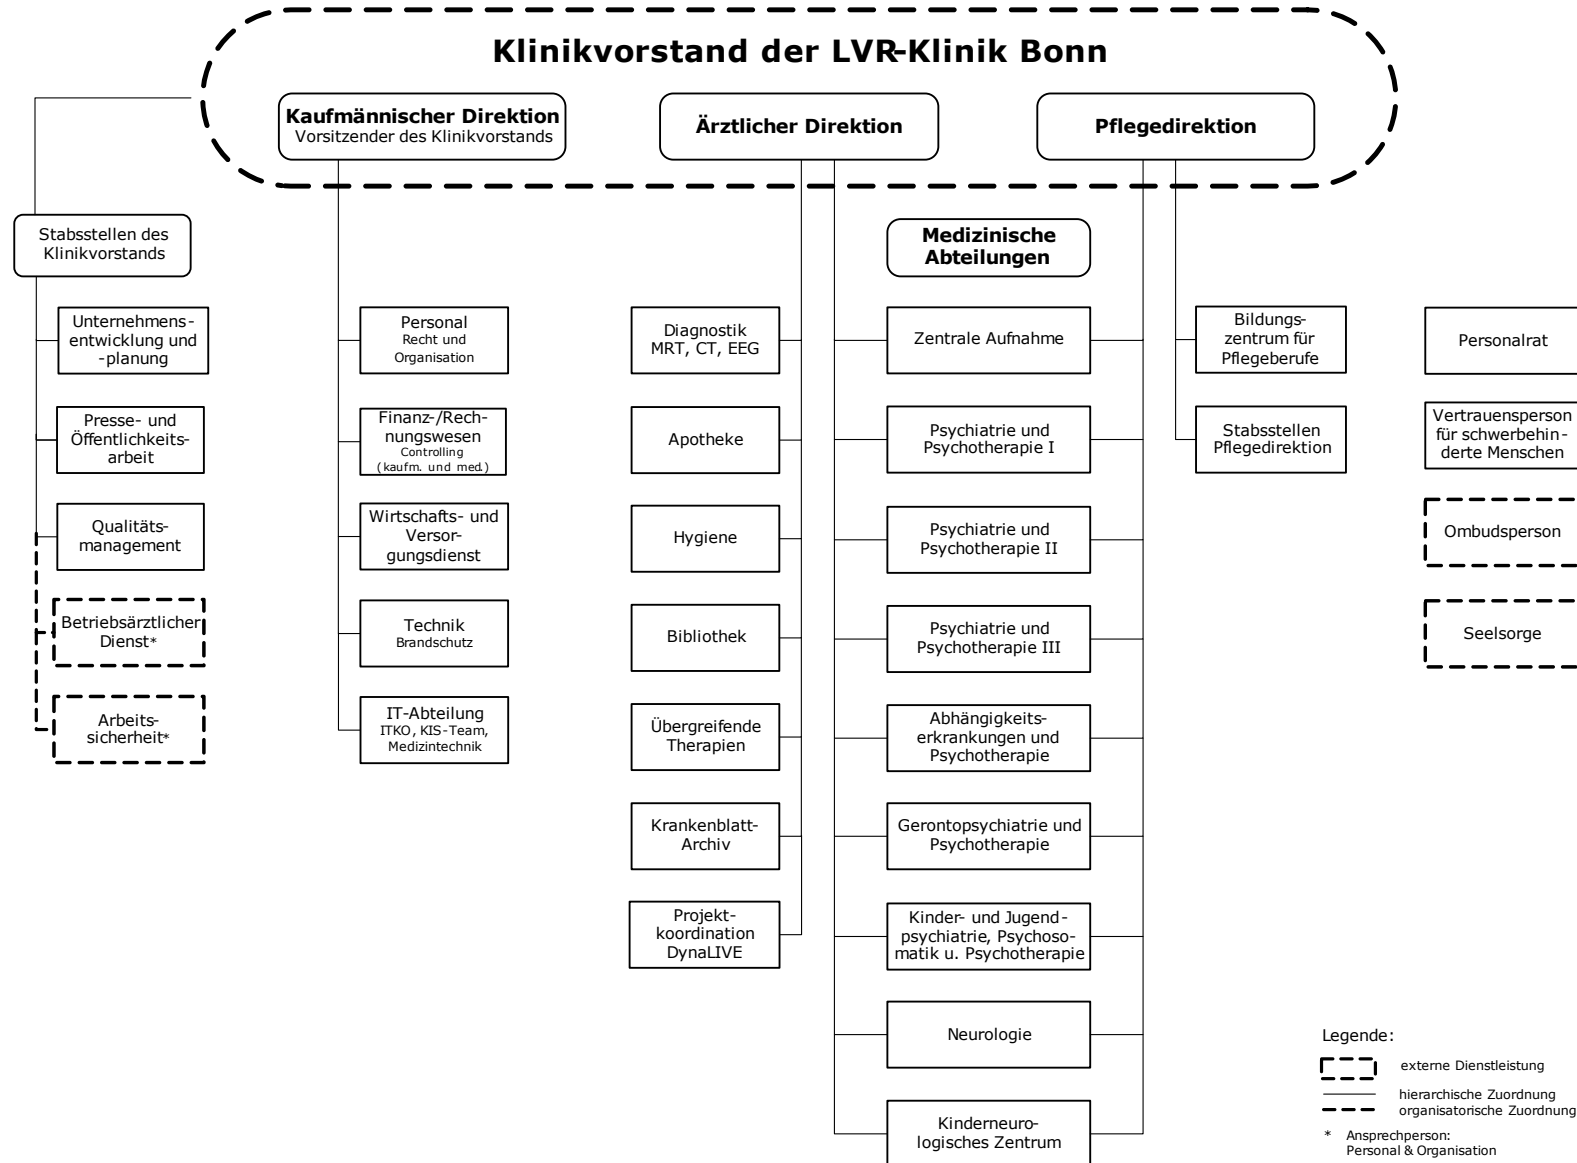 Klinikvorstand der LVR-Klinik Bonn
Kaufmännischer Direktion
Vorsitzender des Klinikvorstands
Ärztlicher Direktion
Pflegedirektion
Stabsstellen des
Klinikvorstands
Unternehmens-
entwicklung und
-planung
Presse- und
Öffentlichkeits-
arbeit
Qualitäts-
management
Betriebsärztlicher
Dienst*
Arbeits-
sicherheit*
Personal
Recht und
Organisation
Finanz-/Rech-
nungswesen
Controlling
(kaufm. und med.)
Wirtschafts- und
Versor-
gungsdienst
Technik
Brandschutz
IT-Abteilung
ITKO, KIS-Team,
Medizintechnik
Diagnostik
MRT, CT, EEG
Apotheke
Hygiene
Bibliothek
Übergreifende
Therapien
Krankenblatt-
Archiv
Projekt-
koordination
DynaLIVE
Medizinische
Abteilungen
Zentrale Aufnahme
Psychiatrie und
Psychotherapie I
Psychiatrie und
Psychotherapie II
Psychiatrie und
Psychotherapie III
Abhängigkeits-
erkrankungen und
Psychotherapie
Gerontopsychiatrie und
Psychotherapie
Kinder- und Jugend-
psychiatrie, Psychoso-
matik u. Psychotherapie
Neurologie
Kinderneuro-
logisches Zentrum
Bildungs-
zentrum für
Pflegeberufe
Stabsstellen
Pflegedirektion
Personalrat
Vertrauensperson
für schwerbehin-
derte Menschen
Ombudsperson
Seelsorge
Legende:
externe Dienstleistung
hierarchische Zuordnung
organisatorische Zuordnung
* Ansprechperson:
Personal & Organisation